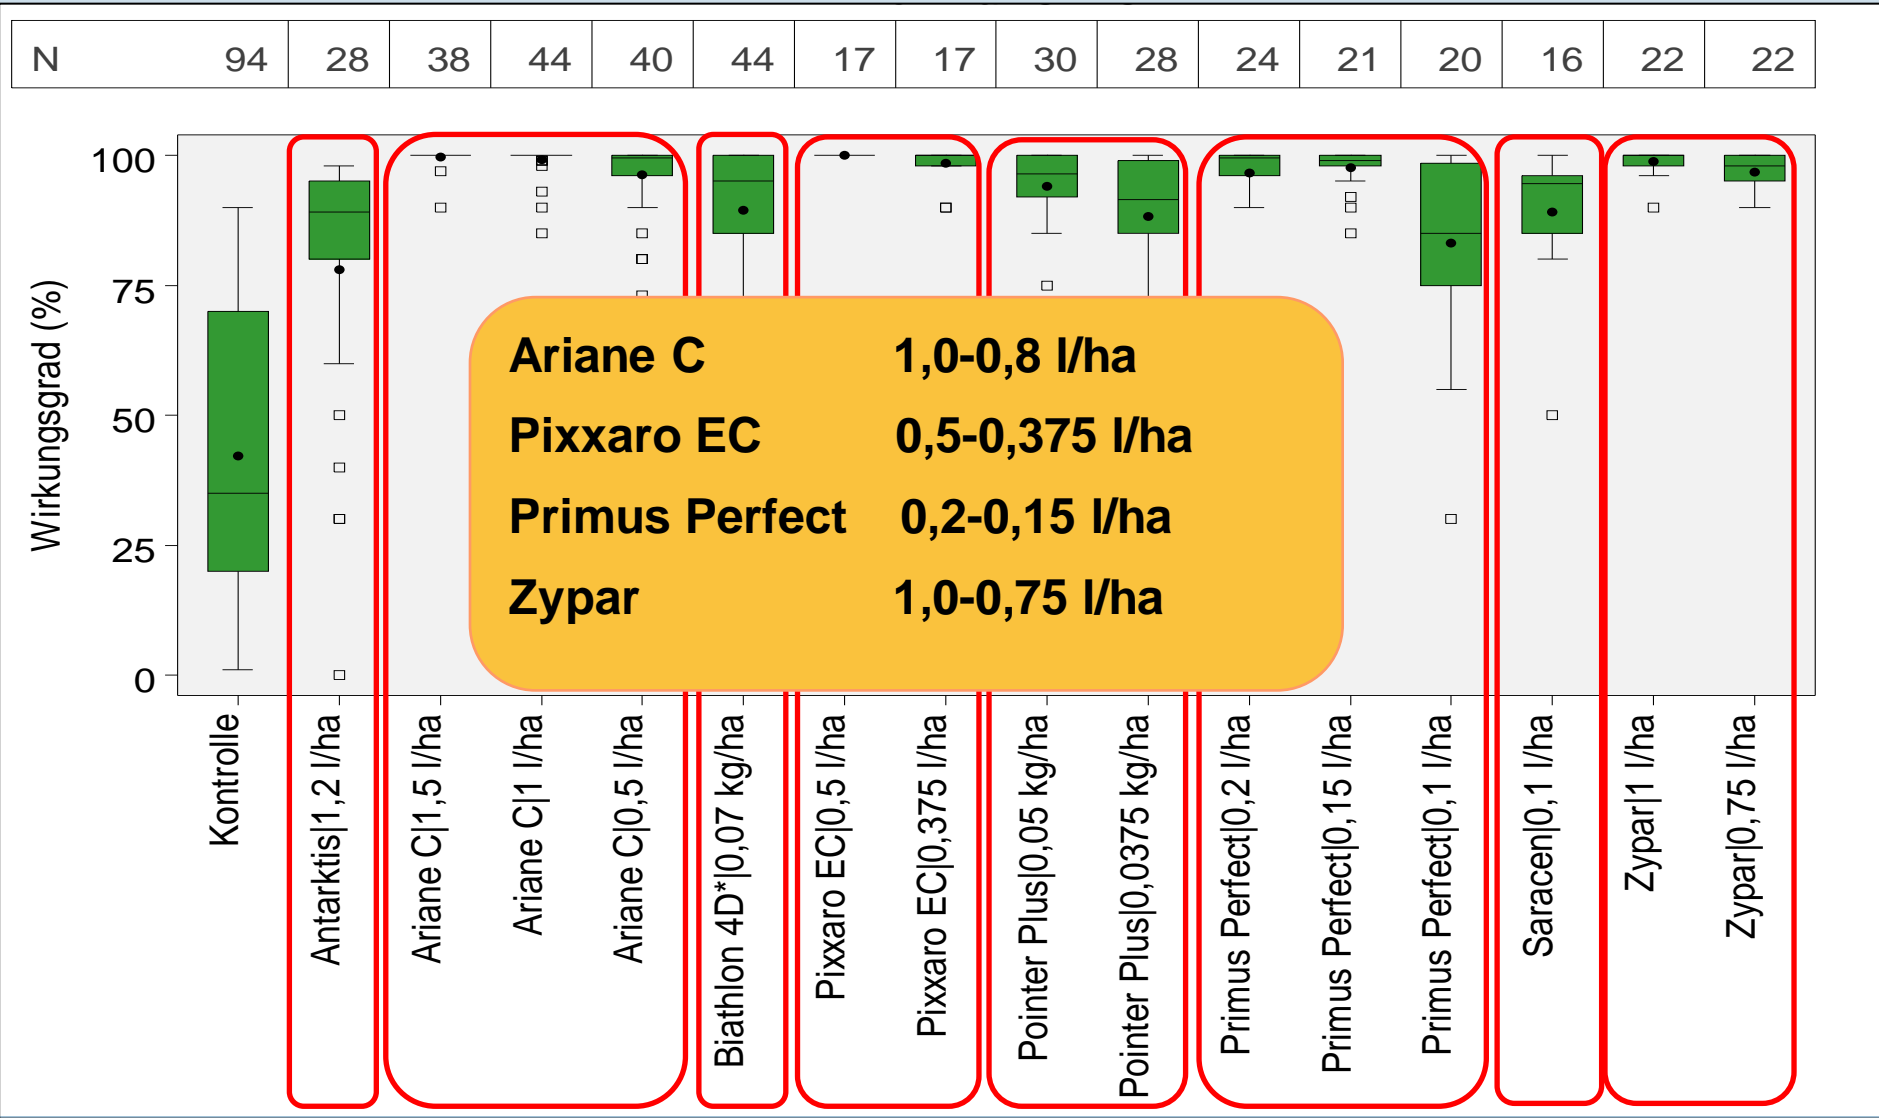 N 94 28 38 44 40 44 17 17 30 28 24 21 20 16 22 22
100
75
50
25
0
Wirkungsgrad (%)
Ariane C 1,0-0,8 l/ha
Pixxaro EC 0,5-0,375 l/ha
Primus Perfect 0,2-0,15 l/ha
Zypar 1,0-0,75 l/ha
Kontrolle
Antarktis|1,2 l/ha
Ariane C|1,5 l/ha
Ariane C|1 l/ha
Ariane C|0,5 l/ha
Biathlon 4D*|0,07 kg/ha
Pixxaro EC|0,5 l/ha
Pixxaro EC|0,375 l/ha
Pointer Plus|0,05 kg/ha
Pointer Plus|0,0375 kg/ha
Primus Perfect|0,2 l/ha
Primus Perfect|0,15 l/ha
Primus Perfect|0,1 l/ha
Saracen|0,1 l/ha
Zypar|1 l/ha
Zypar|0,75 l/ha